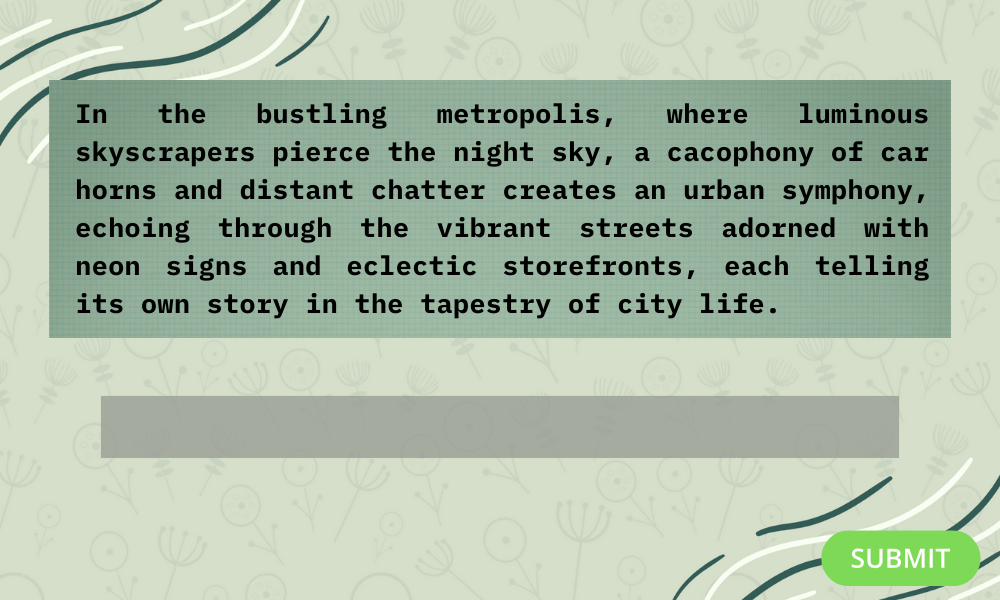 In the bustling metropolis, where luminous
skyscrapers pierce the night sky, a cacophony of car
horns and distant chatter creates an urban symphony,
echoing through the vibrant streets adorned with
neon signs and eclectic storefronts, each telling
its own story in the tapestry of city life.
SUBMIT